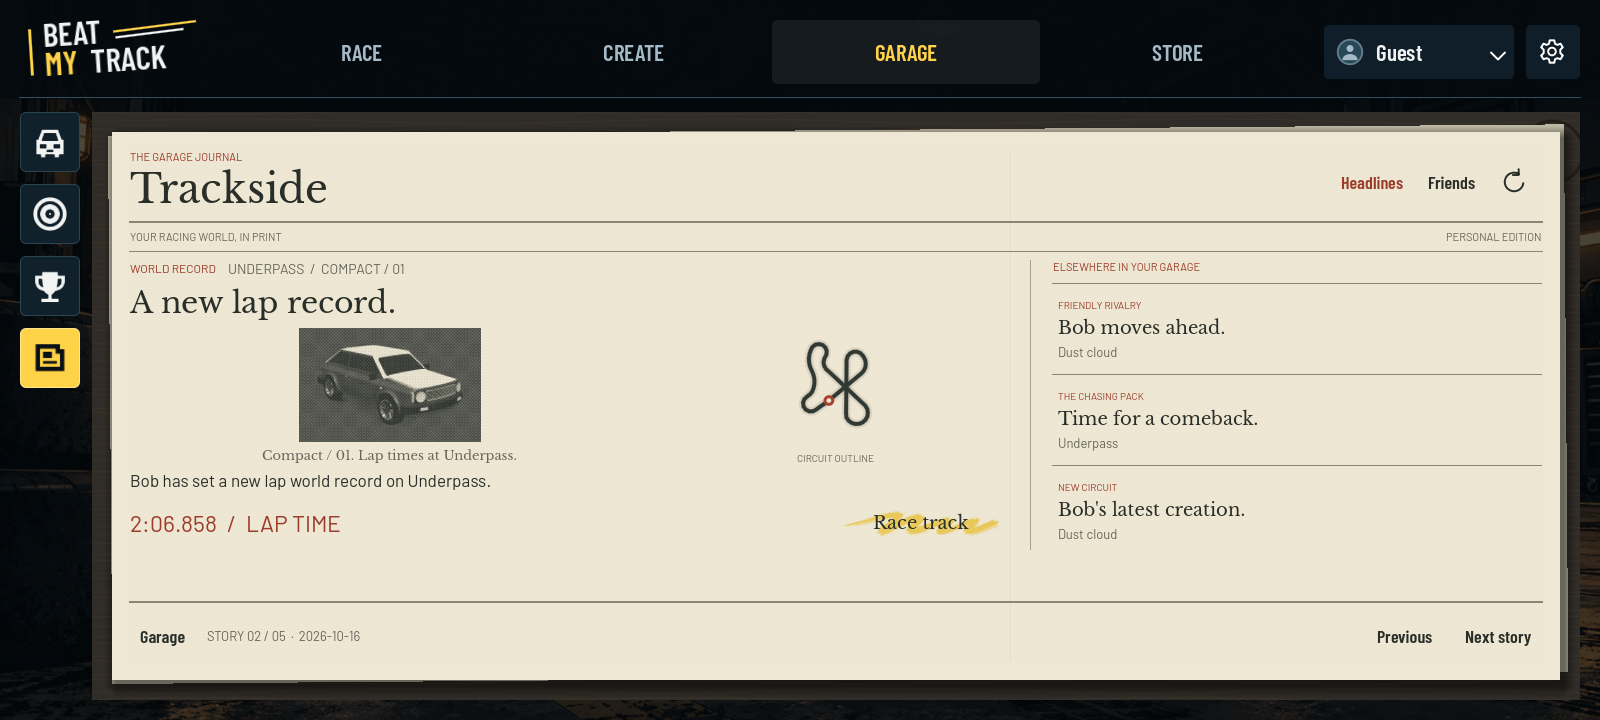 BEAT
MY TRACK
RACE
CREATE
GARAGE
STORE
Guest
THE GARAGE JOURNAL
Trackside
Headlines
Friends
YOUR RACING WORLD, IN PRINT
PERSONAL EDITION
WORLD RECORD UNDERPASS / COMPACT / 01
A new lap record.
Compact / 01. Lap times at Underpass.
CIRCUIT OUTLINE
Bob has set a new lap world record on Underpass.
2:06.858 / LAP TIME
Race track
ELSEWHERE IN YOUR GARAGE
FRIENDLY RIVALRY
Bob moves ahead.
Dust cloud
THE CHASING PACK
Time for a comeback.
Underpass
NEW CIRCUIT
Bob's latest creation.
Dust cloud
Garage
STORY 02 / 05 · 2026-10-16
Previous
Next story